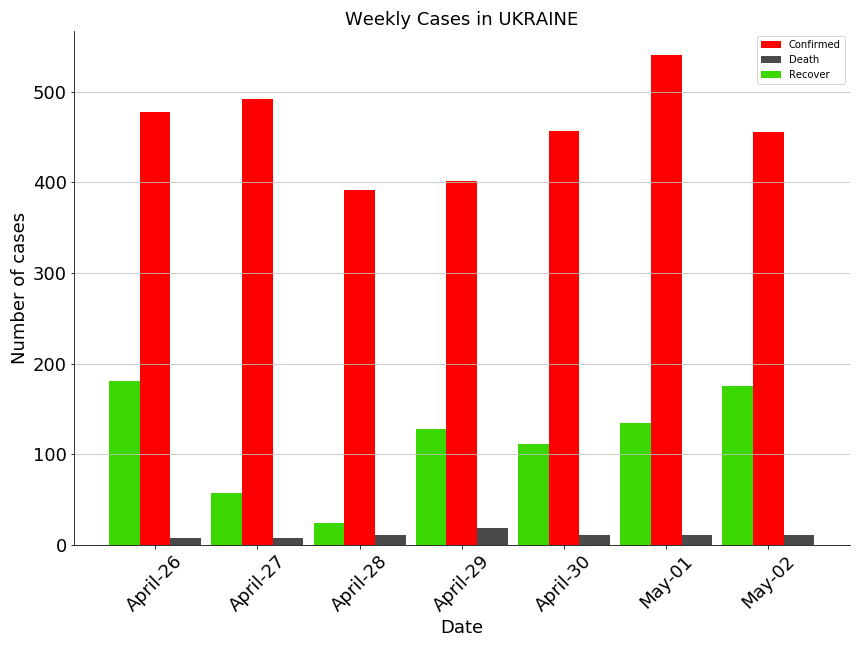 Weekly Cases in UKRAINE
Confirmed
Death
Recover
Number of cases
500
400
300
200
100
0
April-26
April-27
April-28
April-29
April-30
May-01
May-02
Date